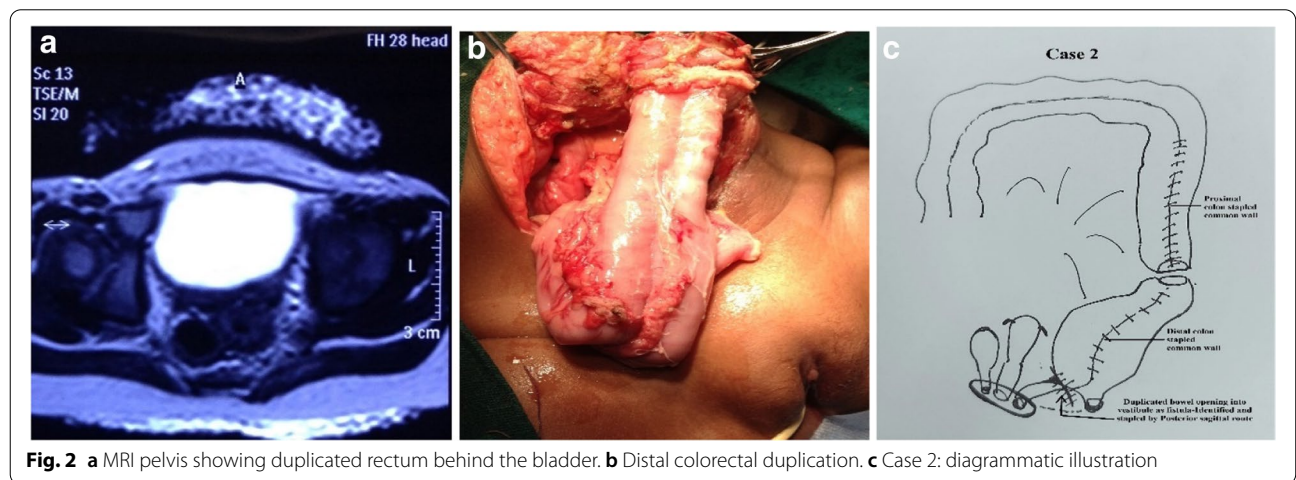 a
FH 28 head
Sc 13
TSE/M
Sl 20
A
L
3 cm
b
c
Case 2
Proximal
colon stapled
common wall
Distal colon
stapled
common wall
Duplicated bowel opening into
vestibule as fistula-Identified and
stapled by Posterior sagittal route
Fig. 2 a MRI pelvis showing duplicated rectum behind the bladder. b Distal colorectal duplication. c Case 2: diagrammatic illustration